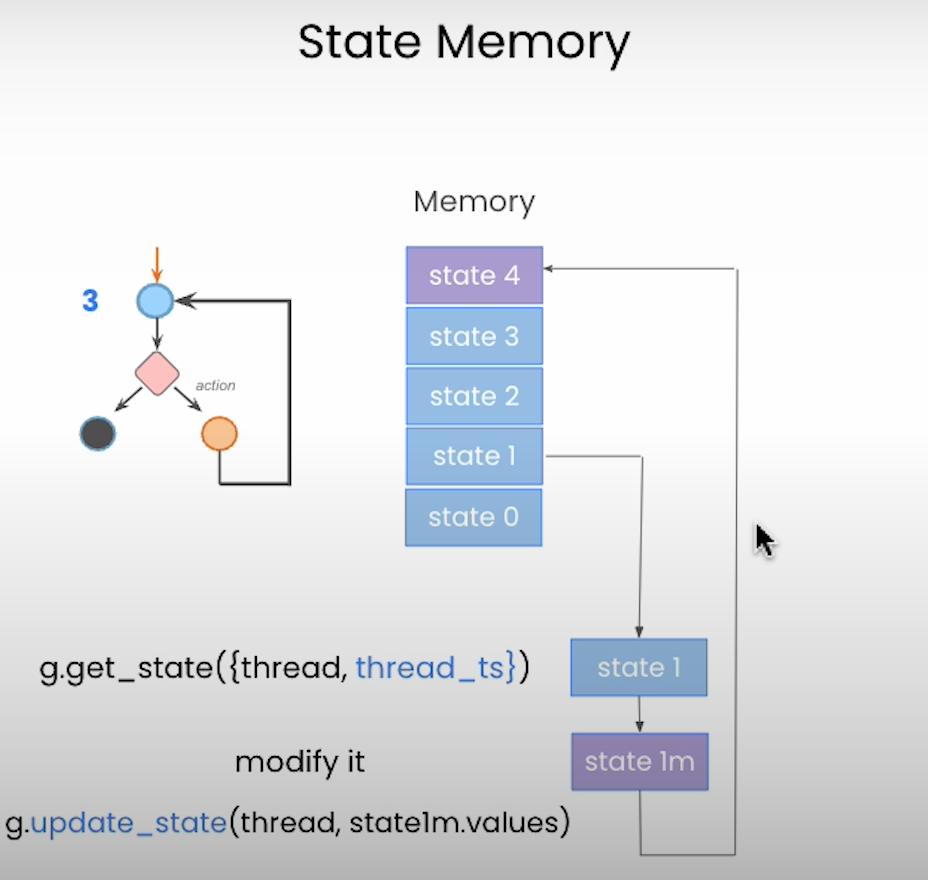 State Memory
Memory
state 4
3
state 3
state 2
action
state 1
state 0
g.get_state({thread, thread_ts})
state 1
modify it
state 1m
g.update_state(thread, state1m.values)